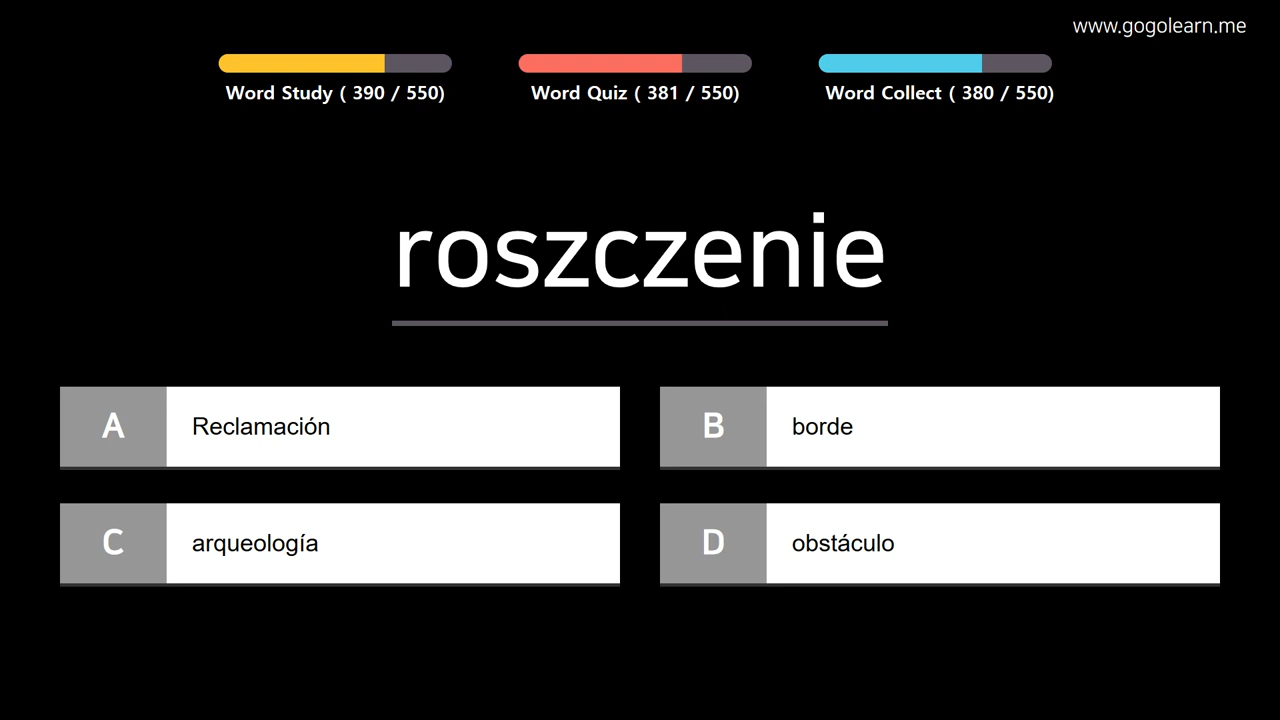 www.gogolearn.me
Word Study ( 390 / 550)
Word Quiz ( 381 / 550)
Word Collect ( 380 / 550)
roszczenie
A Reclamación
B borde
C arqueología
D obstáculo